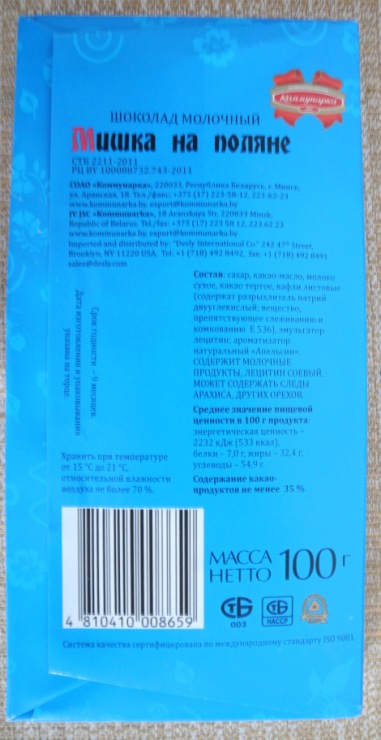 Коммунарка
ШОКОЛАД МОЛОЧНЫЙ
Мишка на поляне
СТБ 2211-2011
РЦ BY 100000732.743-2011
СОАО «Коммунарка», 220033, Республика Беларусь, г. Минск,
ул. Аранская, 18. Тел./факс: +375 (17) 223-58-12, 223-62-23
www.kommunarka.by, export@kommunarka.by
JV JSC «Kommunarka», 18 Aranskaya Str, 220033 Minsk,
Republic of Belarus. Tel./fax: +375 (17) 223 58 12, 223 62 23
www.kommunarka.by, export@kommunarka.by
Imported and distributed by: "Desly International Co." 242 47th Street,
Brooklyn, NY 11220 USA. Tel: +1 (718) 492 0492, fax: +1 (718) 492 0491
sales@desly.com
Состав: сахар, какао-масло, молоко
сухое, какао тертое, вафли листовые
(содержат разрыхлитель натрий
двууглекислый; вещество,
препятствующее слеживанию и
комкованию Е 536), эмульгатор
лецитин; ароматизатор
натуральный «Апельсин».
СОДЕРЖИТ МОЛОЧНЫЕ
ПРОДУКТЫ, ЛЕЦИТИН СОЕВЫЙ.
МОЖЕТ СОДЕРЖАТЬ СЛЕДЫ
АРАХИСА, ДРУГИХ ОРЕХОВ.
Среднее значение пищевой
ценности в 100 г продукта:
энергетическая ценность –
2232 кДж (533 ккал),
белки – 7,0 г, жиры – 32,4 г,
углеводы – 54,9 г.
Содержание какао-
продуктов не менее 35 %
Срок годности – 9 месяцев.
Дата изготовления и упаковывания
указана на торце.
Хранить при температуре
от 15 °С до 21 °С,
относительной влажности
воздуха не более 70 %.
МАССА
НЕТТО 100 г
4 810410 008659
СТБ
003
СТБ
НАССР
Система качества сертифицирована по международному стандарту ISO 9001.